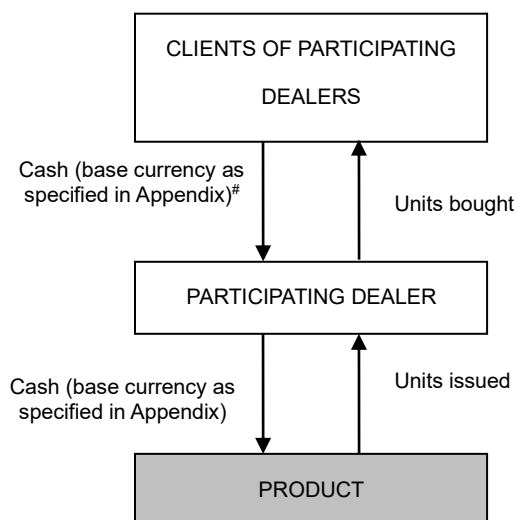 CLIENTS OF PARTICIPATING
DEALERS
Cash (base currency as
specified in Appendix)#
Units bought
PARTICIPATING DEALER
Cash (base currency as
specified in Appendix)
Units issued
PRODUCT